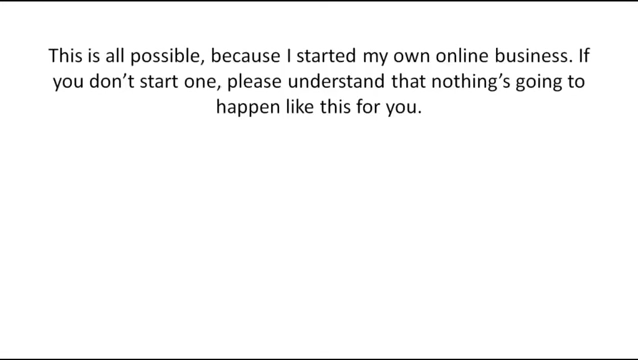 This is all possible, because I started my own online business. If
you don’t start one, please understand that nothing’s going to
happen like this for you.